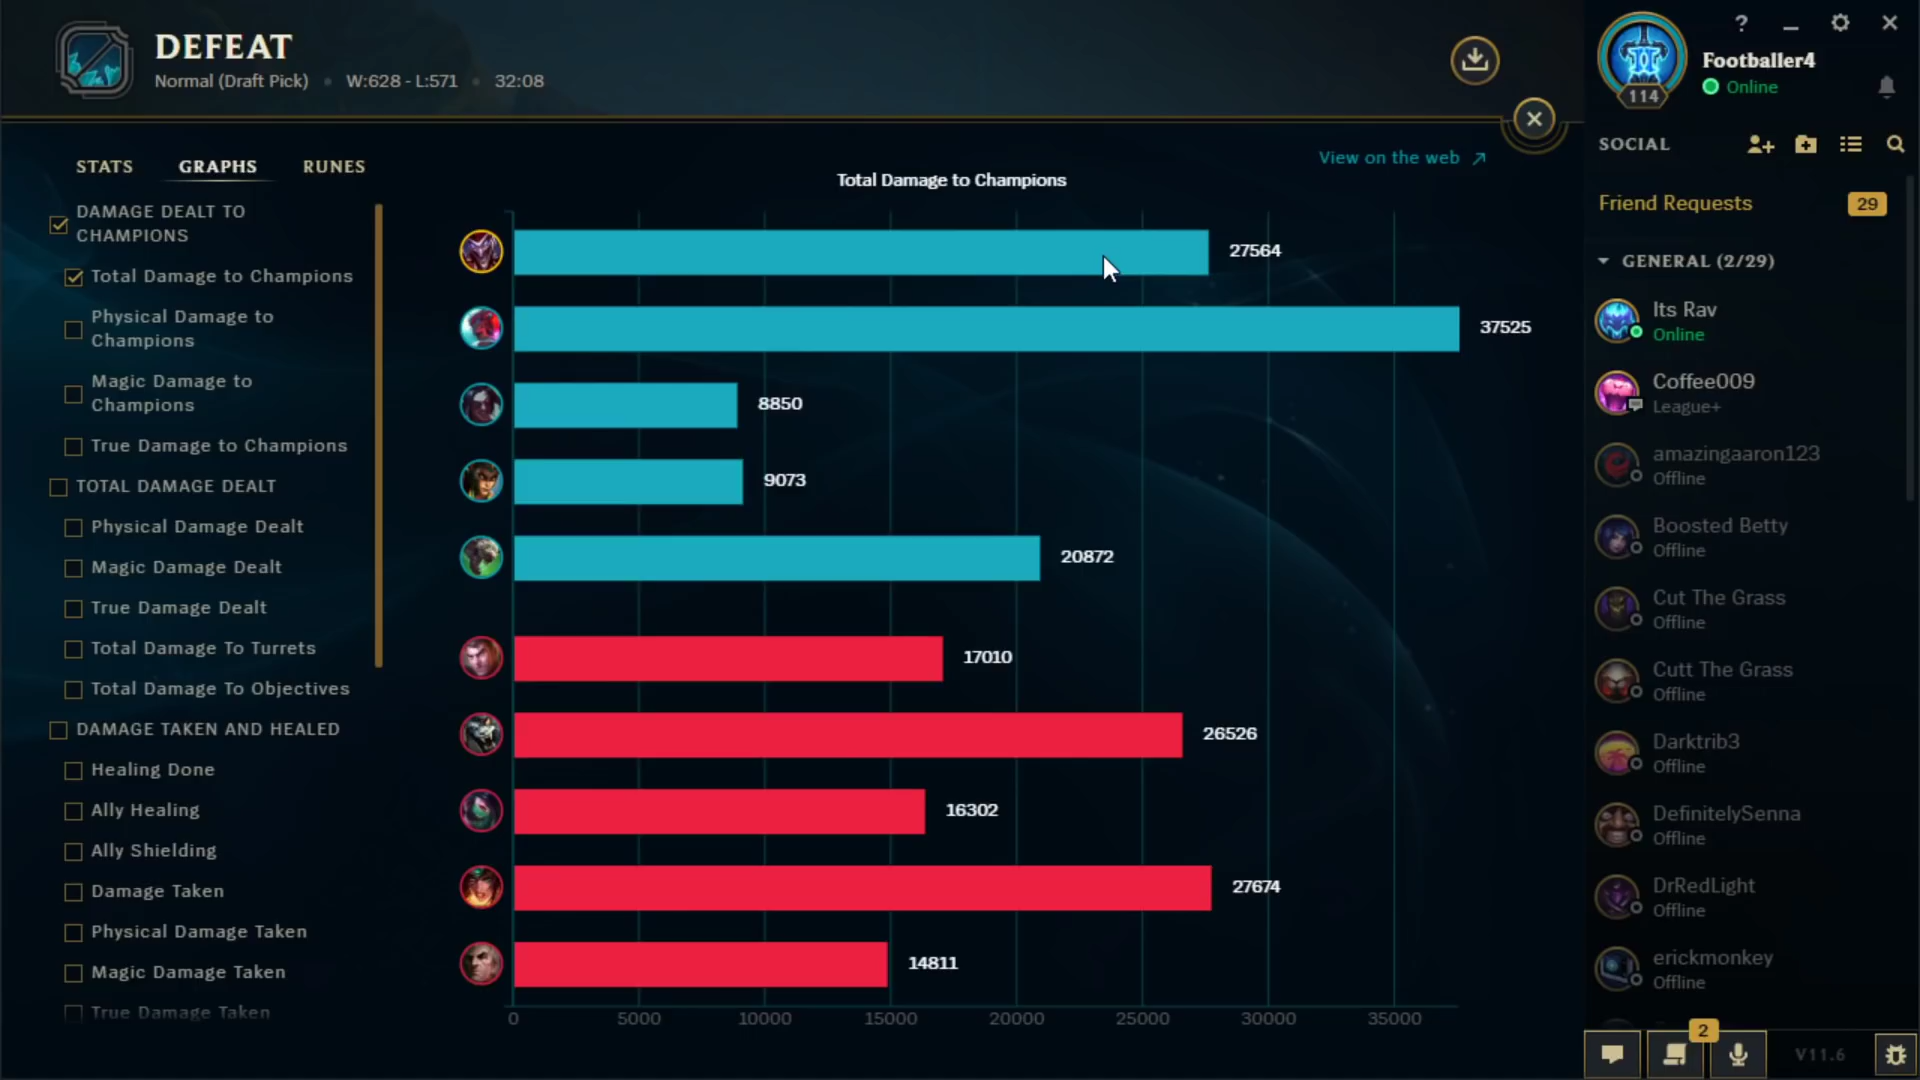 DEFEAT
Normal (Draft Pick) • W:628 - L:571 • 32:08
STATS GRAPHS RUNES
DAMAGE DEALT TO
CHAMPIONS
Total Damage to Champions
Physical Damage to
Champions
Magic Damage to
Champions
True Damage to Champions
TOTAL DAMAGE DEALT
Physical Damage Dealt
Magic Damage Dealt
True Damage Dealt
Total Damage To Turrets
Total Damage To Objectives
DAMAGE TAKEN AND HEALED
Healing Done
Ally Healing
Ally Shielding
Damage Taken
Physical Damage Taken
Magic Damage Taken
True Damage Taken
View on the web
Total Damage to Champions
27564
37525
8850
9073
20872
17010
26526
16302
27674
14811
0 5000 10000 15000 20000 25000 30000 35000
?
114
Footballer4
Online
SOCIAL
Friend Requests 29
GENERAL (2/29)
Its Rav
Online
Coffee009
League+
amazingaaron123
Offline
Boosted Betty
Offline
Cut The Grass
Offline
Cutt The Grass
Offline
Darktrib3
Offline
DefinitelySenna
Offline
DrRedLight
Offline
erickmonkey
Offline
2
V11.6